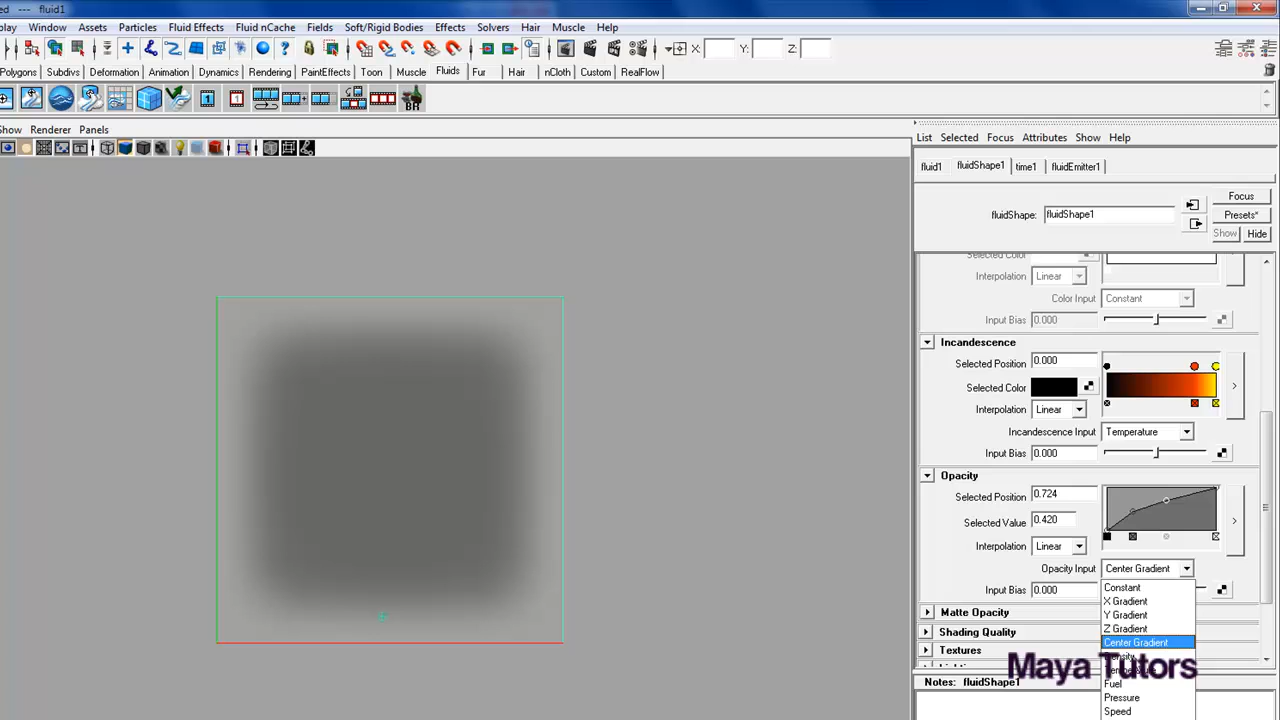 ed --- fluid1
play Window Assets Particles Fluid Effects Fluid nCache Fields Soft/Rigid Bodies Effects Solvers Hair Muscle Help
X: Y: Z:
Polygons Subdivs Deformation Animation Dynamics Rendering PaintEffects Toon Muscle Fluids Fur Hair nCloth Custom RealFlow
Show Renderer Panels
List Selected Focus Attributes Show Help
fluid1 fluidShape1 time1 fluidEmitter1
Focus
fluidShape: fluidShape1
Presets*
Show Hide
Selected Color
Interpolation Linear
Color Input Constant
Input Bias 0.000
Incandescence
Selected Position 0.000
Selected Color
Interpolation Linear
Incandescence Input Temperature
Input Bias 0.000
Opacity
Selected Position 0.724
Selected Value 0.420
Interpolation Linear
Opacity Input Center Gradient
Input Bias 0.000
Constant
X Gradient
Y Gradient
Z Gradient
Center Gradient
Fuel
Pressure
Speed
Matte Opacity
Shading Quality
Textures
Maya Tutors
Notes: fluidShape1